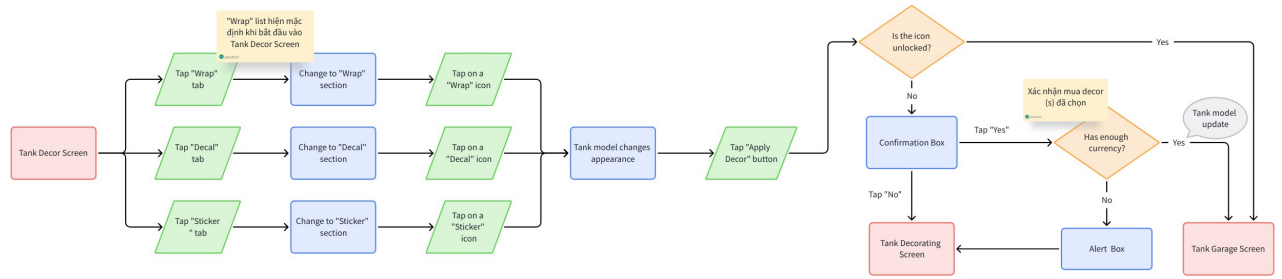 "Wrap" list hiện mặc
định khi bắt đầu vào
Tank Decor Screen
Tank Decor Screen
Tap "Wrap"
tab
Change to "Wrap"
section
Tap on a
"Wrap" icon
Tap "Decal"
tab
Change to "Decal"
section
Tap on a
"Decal" icon
Tap "Sticker
" tab
Change to "Sticker"
section
Tap on a
"Sticker"
icon
Tank model changes
appearance
Tap "Apply
Decor" button
Is the icon
unlocked?
Yes
No
Confirmation Box
Tap "Yes"
Xác nhận mua decor
(s) đã chọn
Has enough
currency?
Yes
Tank model
update
Tap "No"
No
Tank Decorating
Screen
Alert Box
Tank Garage Screen